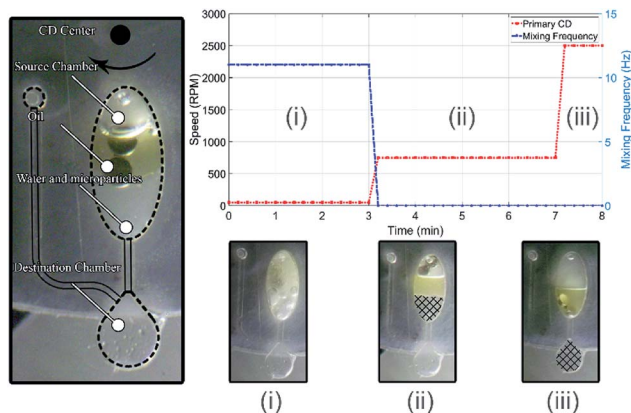 CD Center
Source Chamber
Oil
Water and microparticles
Destination Chamber
Primary CD
Mixing Frequency
Speed (RPM)
3000
2500
2000
1500
1000
500
0
15
10
5
0
Mixing Frequency (Hz)
(i)
(ii)
(iii)
0
1
2
3
4
5
6
7
8
Time (min)
(i)
(ii)
(iii)